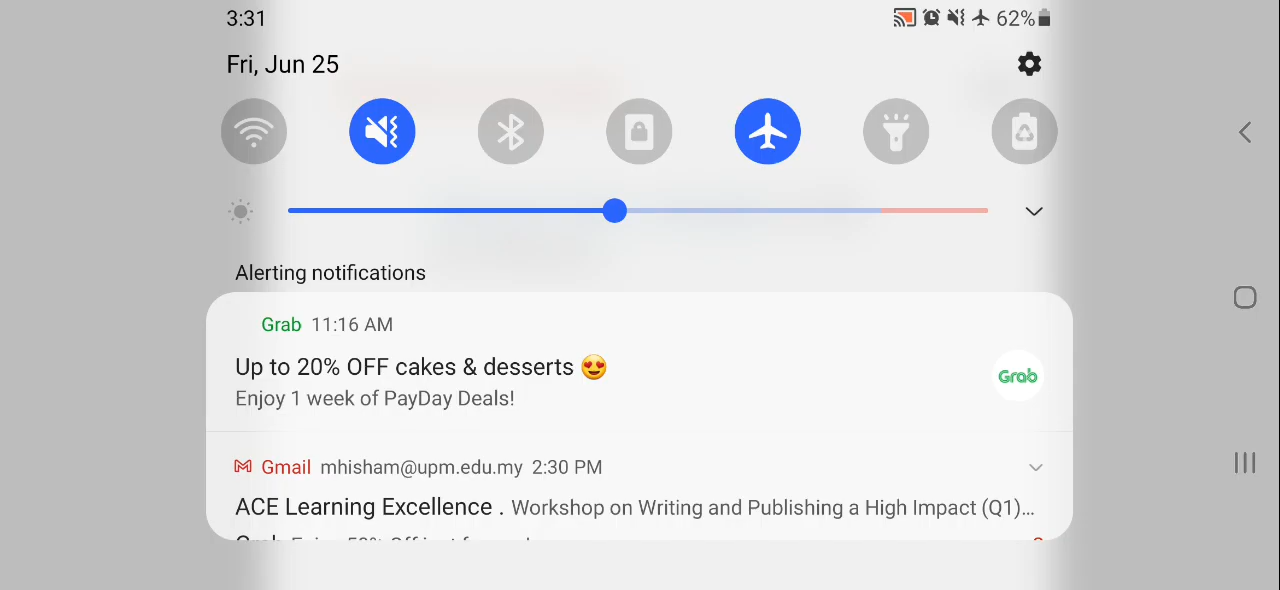 3:31
62%
Fri, Jun 25
Alerting notifications
Grab 11:16 AM
Up to 20% OFF cakes & desserts 😍
Enjoy 1 week of PayDay Deals!
Grab
Gmail mhisham@upm.edu.my 2:30 PM
ACE Learning Excellence . Workshop on Writing and Publishing a High Impact (Q1)...